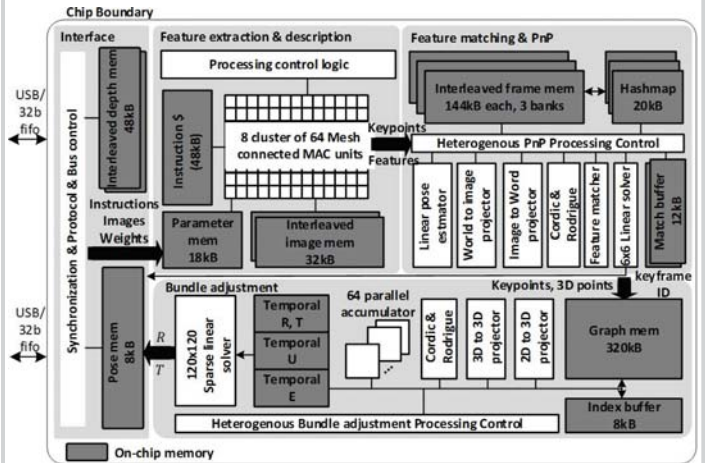 Chip Boundary
Interface
Feature extraction & description
Feature matching & PnP
USB/
32b
fifo
USB/
32b
fifo
Synchronization & Protocol & Bus control
Interleaved depth mem
48kB
Instructions
Images
Weights
Pose mem
8kB
Processing control logic
Instruction $
(48kB)
8 cluster of 64 Mesh
connected MAC units
Parameter
mem
18kB
Interleaved
image mem
32kB
Keypoints
Features
Interleaved frame mem
144kB each, 3 banks
Hashmap
20kB
Heterogenous PnP Processing Control
Linear pose
estmator
World to image
projector
Image to Word
projector
Cordic &
Rodrigue
Feature matcher
6x6 Linear solver
Match buffer
12kB
Bundle adjustment
Keypoints, 3D points
keyframe
ID
R
T
120x120
Sparse linear
solver
Temporal
R, T
Temporal
U
Temporal
E
64 parallel
accumulator
Cordic &
Rodrigue
3D to 3D
projector
2D to 3D
projector
Graph mem
320kB
Index buffer
8kB
Heterogenous Bundle adjustment Processing Control
On-chip memory